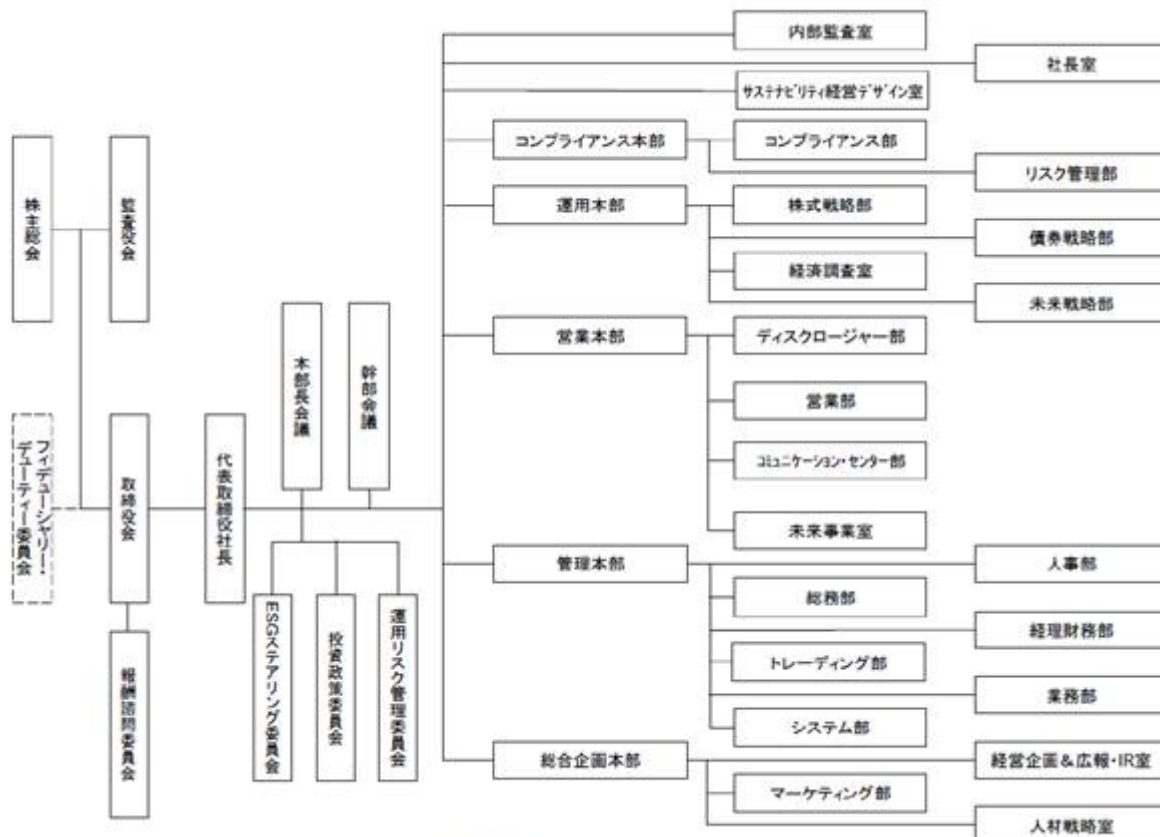 内部監査室
社長室
サステナビリティ経営デザイン室
コンプライアンス本部
コンプライアンス部
リスク管理部
運用本部
株式戦略部
債券戦略部
経済調査室
未来戦略部
営業本部
ディスクロージャー部
営業部
コミュニケーション・センター部
未来事業室
管理本部
人事部
総務部
経理財務部
トレーディング部
業務部
システム部
総合企画本部
経営企画&広報・IR室
マーケティング部
人材戦略室
株主総会
監査役会
フィデューシャリー・
デューティー委員会
取締役会
報酬諮問委員会
代表取締役社長
本部長会議
幹部会議
ESGステアリング委員会
投資政策委員会
運用リスク管理委員会